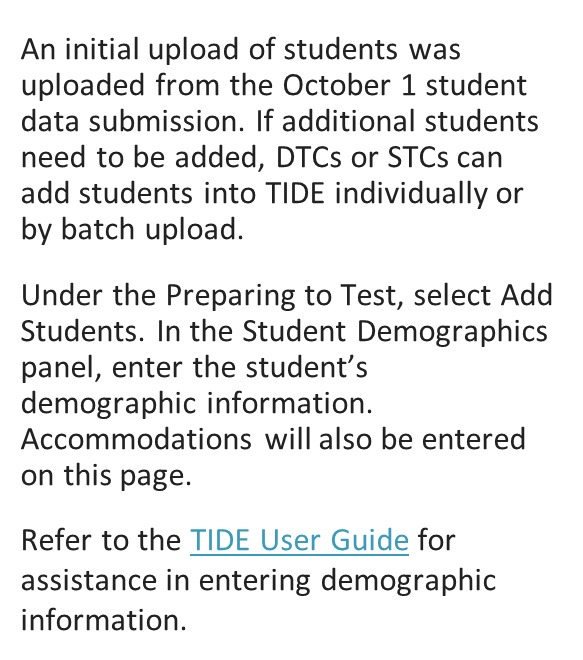 An initial upload of students was
uploaded from the October 1 student
data submission. If additional students
need to be added, DTCs or STCs can
add students into TIDE individually or
by batch upload.
Under the Preparing to Test, select Add
Students. In the Student Demographics
panel, enter the student’s
demographic information.
Accommodations will also be entered
on this page.
Refer to the TIDE User Guide for
assistance in entering demographic
information.